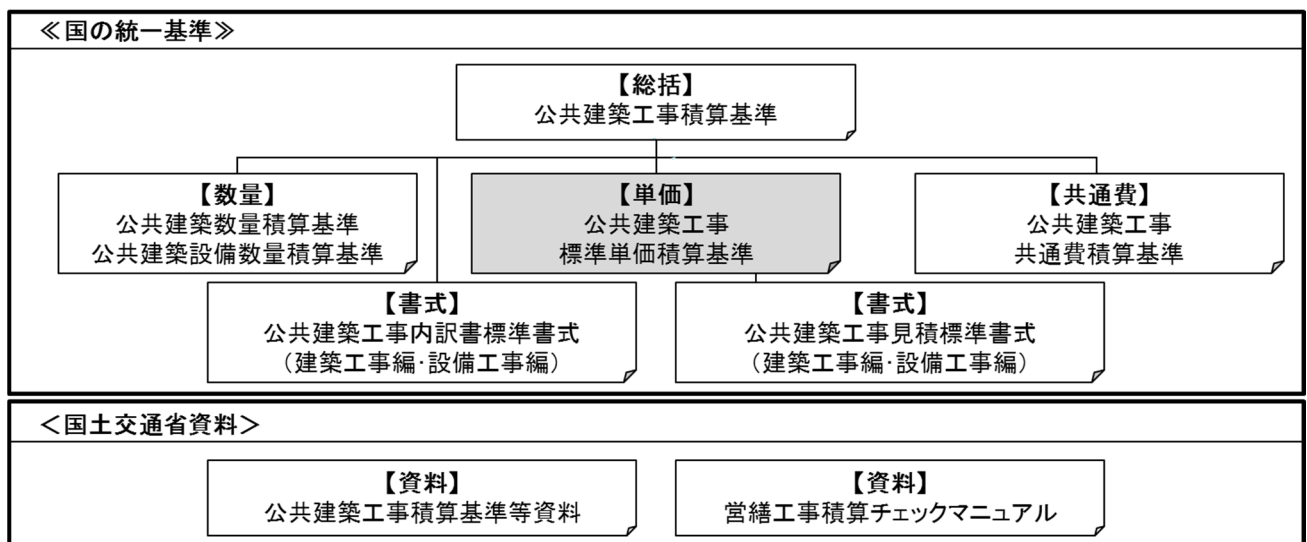 ≪国の統一基準≫
【総括】
公共建築工事積算基準
【数量】
公共建築数量積算基準
公共建築設備数量積算基準
【単価】
公共建築工事
標準単価積算基準
【共通費】
公共建築工事
共通費積算基準
【書式】
公共建築工事内訳書標準書式
（建築工事編･設備工事編）
【書式】
公共建築工事見積標準書式
（建築工事編･設備工事編）
＜国土交通省資料＞
【資料】
公共建築工事積算基準等資料
【資料】
営繕工事積算チェックマニュアル